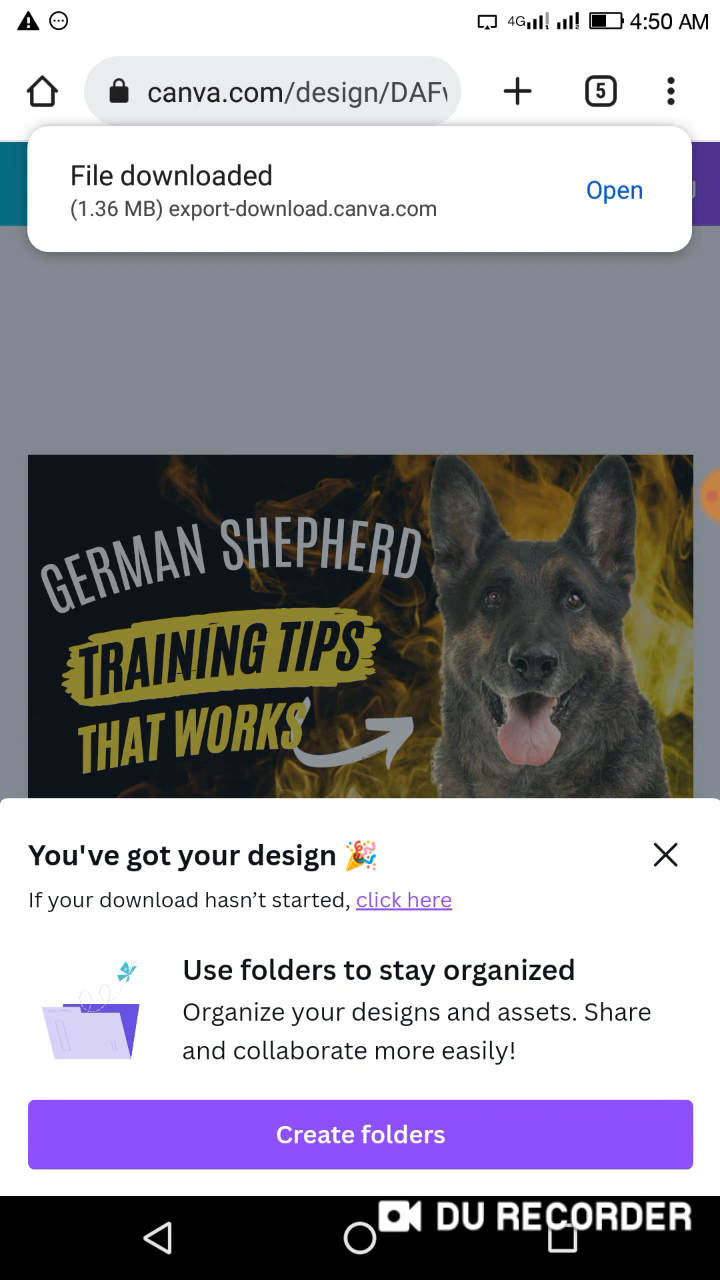 4G 4:50 AM
canva.com/design/DAF
5
File downloaded
(1.36 MB) export-download.canva.com
Open
GERMAN SHEPHERD
TRAINING TIPS
THAT WORKS
You've got your design 🎉
If your download hasn’t started, click here
Use folders to stay organized
Organize your designs and assets. Share
and collaborate more easily!
Create folders
DU RECORDER